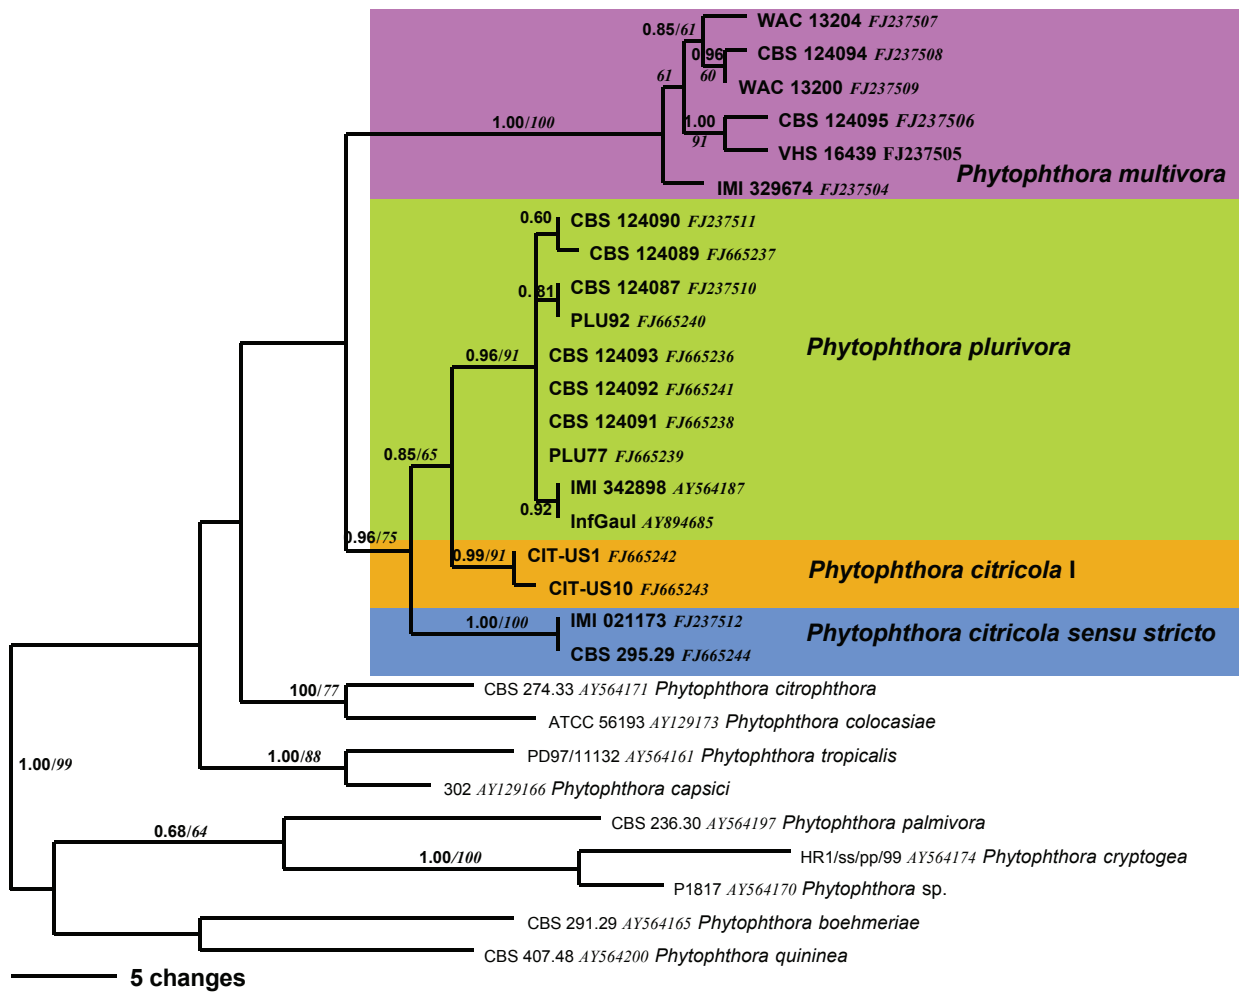 WAC 13204 FJ237507
0.85/61
CBS 124094 FJ237508
0.96
60
61
WAC 13200 FJ237509
1.00/100
CBS 124095 FJ237506
1.00
91
VHS 16439 FJ237505
Phytophthora multivora
IMI 329674 FJ237504
0.60
CBS 124090 FJ237511
CBS 124089 FJ665237
CBS 124087 FJ237510
0.81
PLU92 FJ665240
Phytophthora plurivora
0.96/91
CBS 124093 FJ665236
CBS 124092 FJ665241
CBS 124091 FJ665238
0.85/65
PLU77 FJ665239
IMI 342898 AY564187
0.92
InfGaul AY894685
0.96/75
0.99/91
CIT-US1 FJ665242
Phytophthora citricola I
CIT-US10 FJ665243
1.00/100
IMI 021173 FJ237512
Phytophthora citricola sensu stricto
CBS 295.29 FJ665244
100/77
CBS 274.33 AY564171 Phytophthora citrophthora
ATCC 56193 AY129173 Phytophthora colocasiae
1.00/99
1.00/88
PD97/11132 AY564161 Phytophthora tropicalis
302 AY129166 Phytophthora capsici
0.68/64
CBS 236.30 AY564197 Phytophthora palmivora
1.00/100
HR1/ss/pp/99 AY564174 Phytophthora cryptogea
P1817 AY564170 Phytophthora sp.
CBS 291.29 AY564165 Phytophthora boehmeriae
CBS 407.48 AY564200 Phytophthora quininea
5 changes